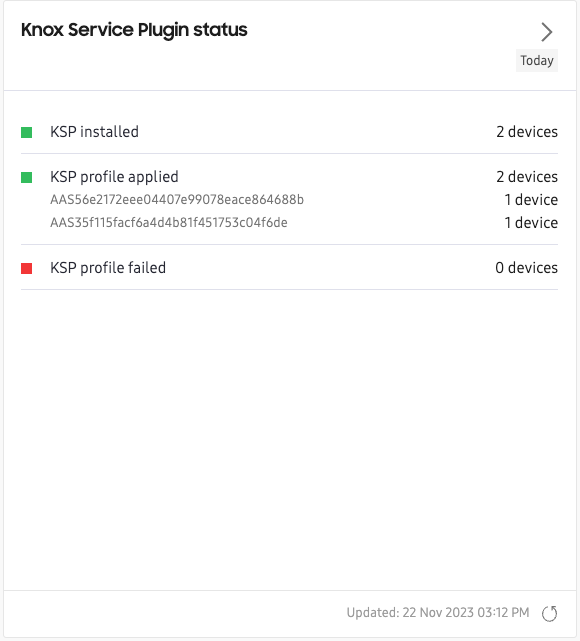 Knox Service Plugin status
Today
KSP installed 2 devices
KSP profile applied 2 devices
AAS56e2172eee04407e99078eace864688b 1 device
AAS35f115facf6a4d4b81f451753c04f6de 1 device
KSP profile failed 0 devices
Updated: 22 Nov 2023 03:12 PM